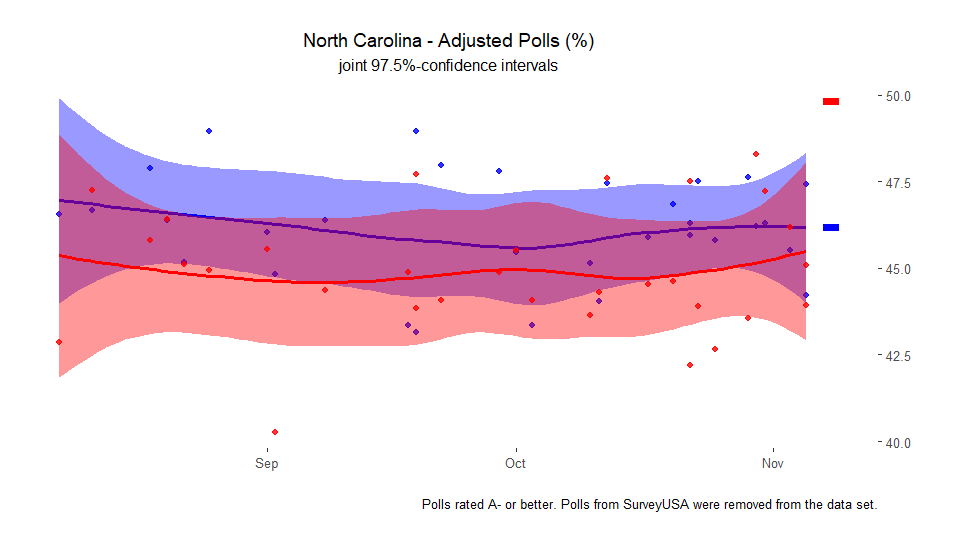 North Carolina - Adjusted Polls (%)
joint 97.5%-confidence intervals
50.0
47.5
45.0
42.5
40.0
Sep Oct Nov
Polls rated A- or better. Polls from SurveyUSA were removed from the data set.